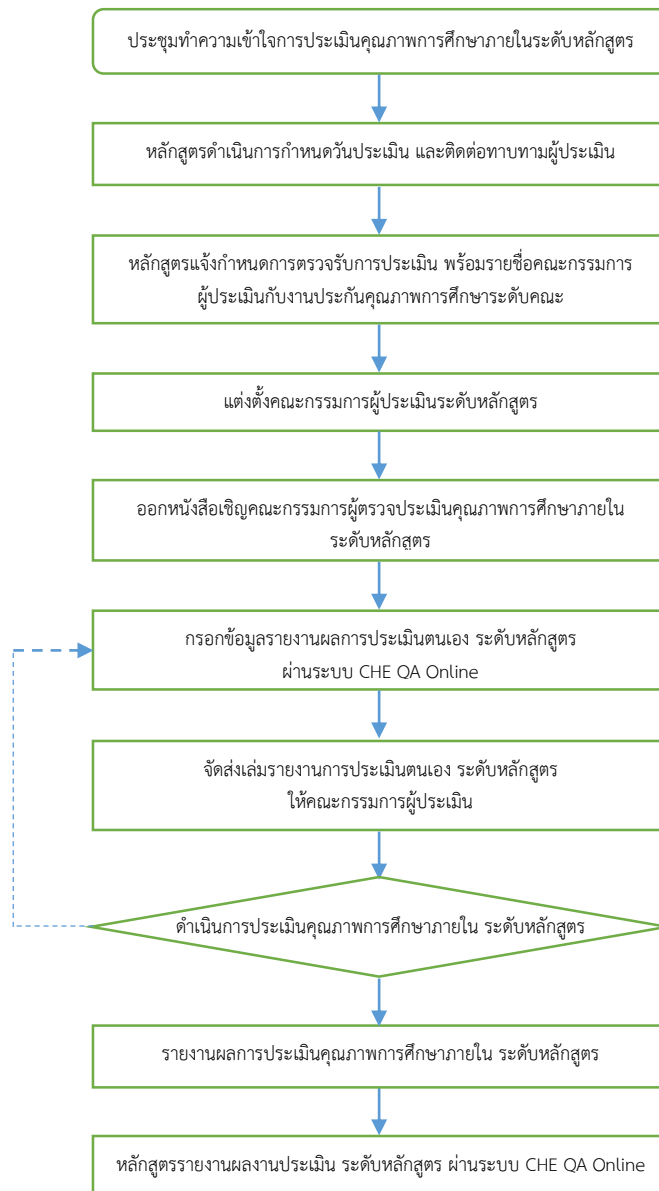 ประชุมทำความเข้าใจการประเมินคุณภาพการศึกษาภายในระดับหลักสูตร
หลักสูตรดำเนินการกำหนดวันประเมิน และติดต่อทาบทามผู้ประเมิน
หลักสูตรแจ้งกำหนดการตรวจรับการประเมิน พร้อมรายชื่อคณะกรรมการ
ผู้ประเมินกับงานประกันคุณภาพการศึกษาระดับคณะ
แต่งตั้งคณะกรรมการผู้ประเมินระดับหลักสูตร
ออกหนังสือเชิญคณะกรรมการผู้ตรวจประเมินคุณภาพการศึกษาภายใน
ระดับหลักสูตร
กรอกข้อมูลรายงานผลการประเมินตนเอง ระดับหลักสูตร
ผ่านระบบ CHE QA Online
จัดส่งเล่มรายงานการประเมินตนเอง ระดับหลักสูตร
ให้คณะกรรมการผู้ประเมิน
ดำเนินการประเมินคุณภาพการศึกษาภายใน ระดับหลักสูตร
รายงานผลการประเมินคุณภาพการศึกษาภายใน ระดับหลักสูตร
หลักสูตรรายงานผลงานประเมิน ระดับหลักสูตร ผ่านระบบ CHE QA Online